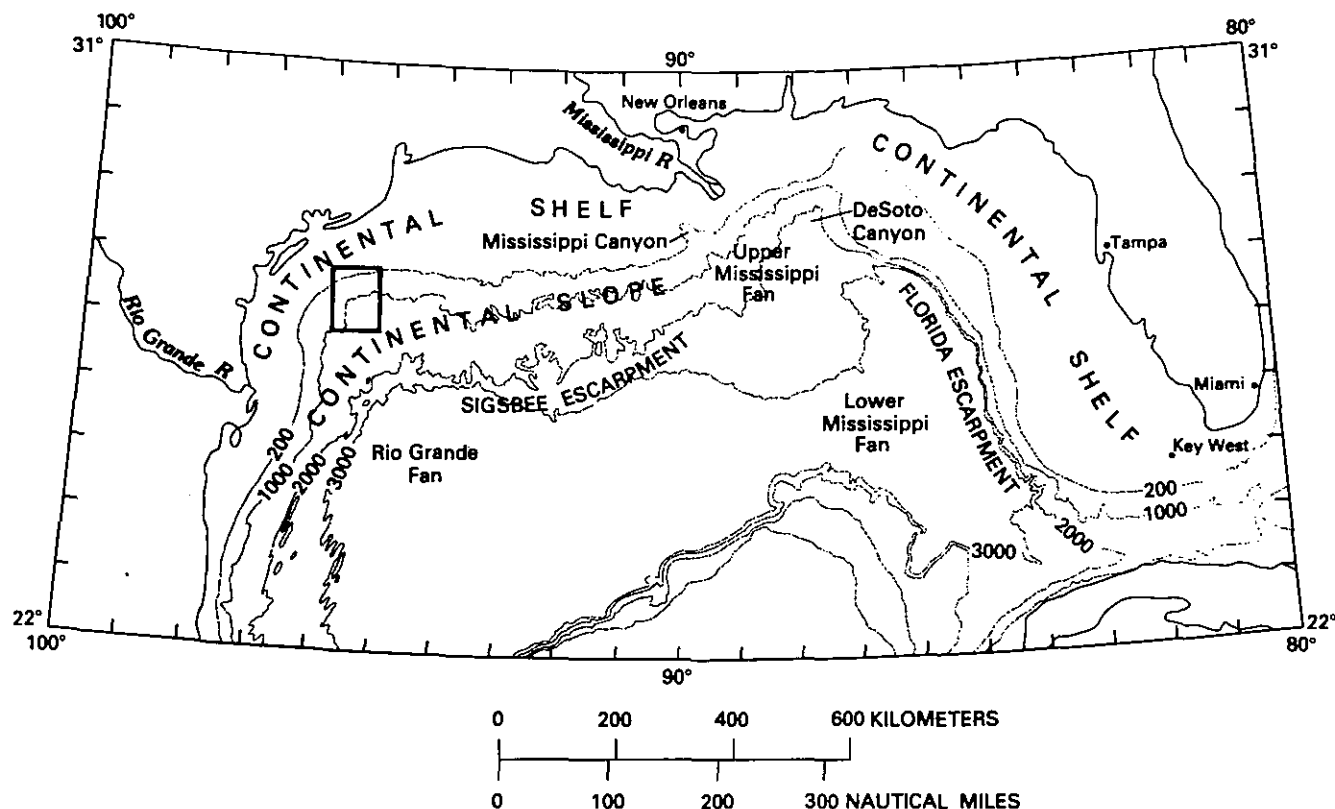 100°
31°
90°
80°
31°
New Orleans
Mississippi R
CONTINENTAL
SHELF
CONTINENTAL
SHELF
Mississippi Canyon
DeSoto
Canyon
Upper
Mississippi
Fan
Tampa
CONTINENTAL SLOPE
Rio Grande R
FLORIDA ESCARPMENT
SIGSBEE ESCARPMENT
Miami
Lower
Mississippi
Fan
Rio Grande
Fan
Key West
200
1000
2000
3000
200
1000
2000
3000
22°
100°
90°
22°
80°
0 200 400 600 KILOMETERS
0 100 200 300 NAUTICAL MILES